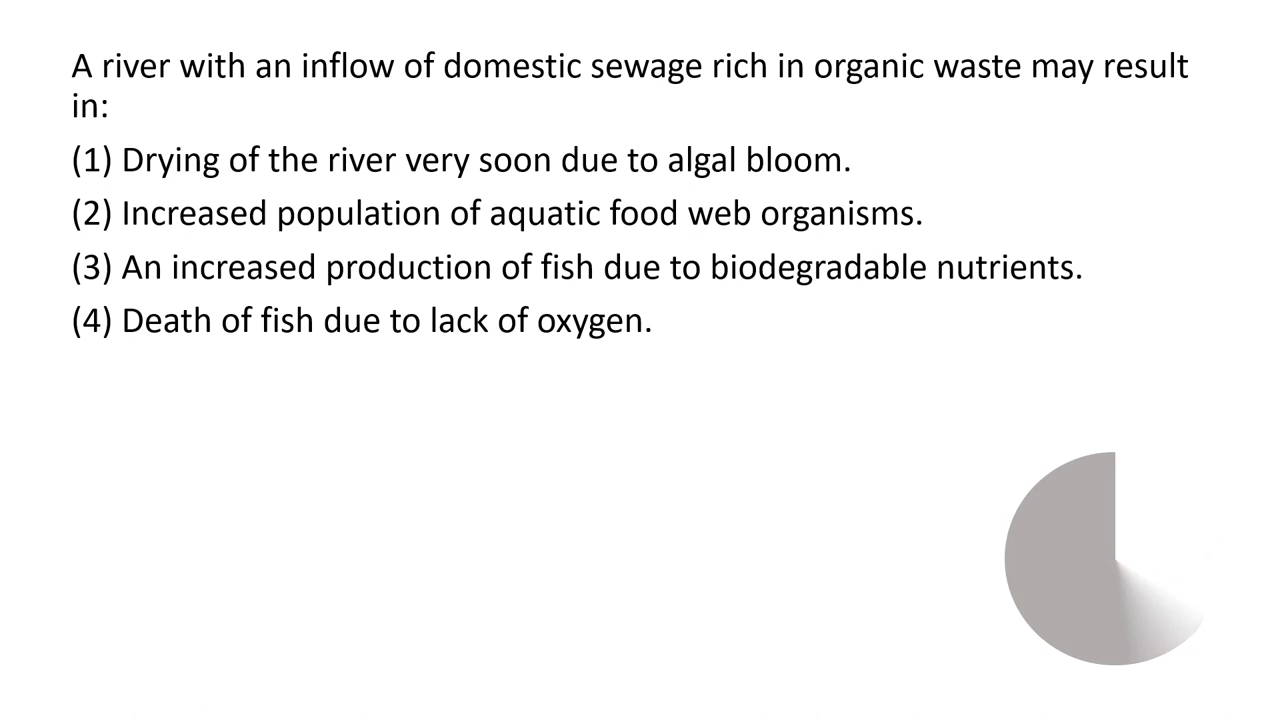 A river with an inflow of domestic sewage rich in organic waste may result
in:
(1) Drying of the river very soon due to algal bloom.
(2) Increased population of aquatic food web organisms.
(3) An increased production of fish due to biodegradable nutrients.
(4) Death of fish due to lack of oxygen.